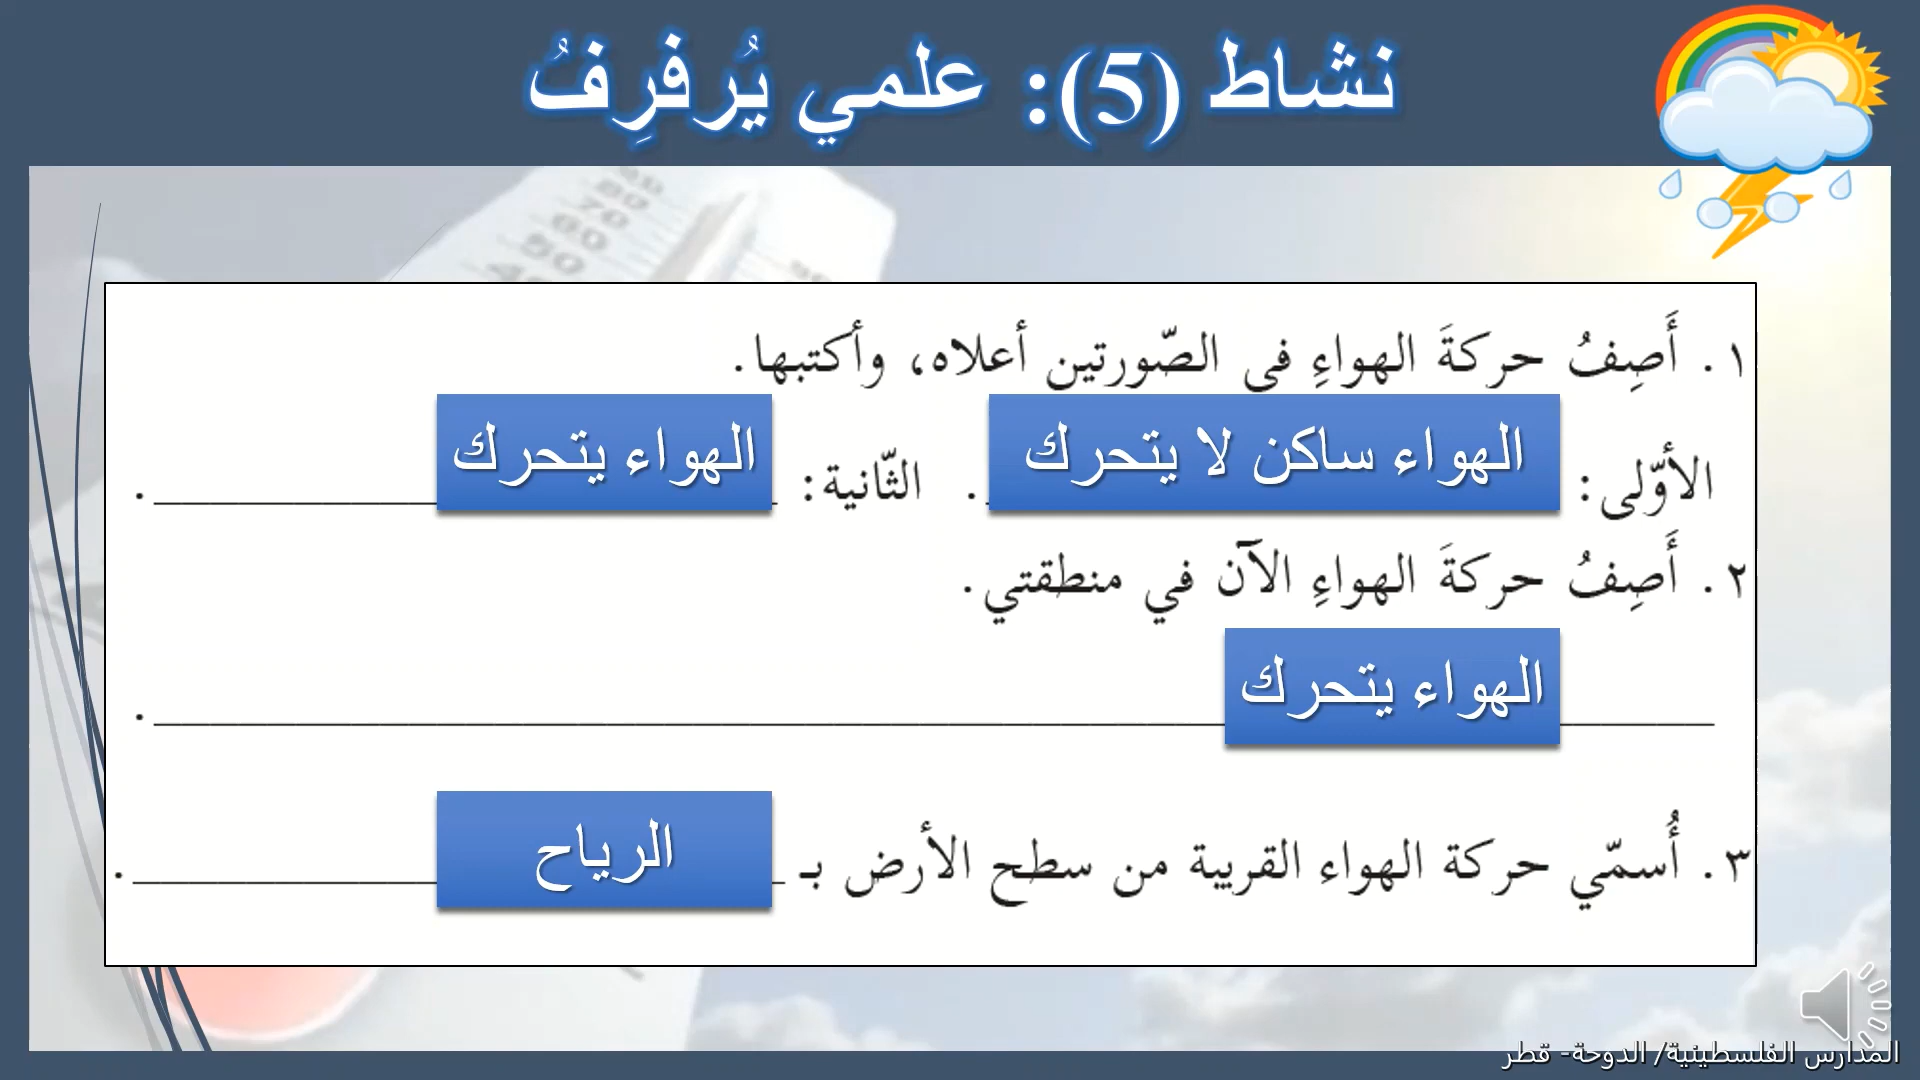 نشاط (5): علمي يُرفرِفُ
١. أَصِفُ حركةَ الهواءِ في الصّورتين أعلاه، وأكتبها.
الأوّلى: الهواء ساكن لا يتحرك. الثّانية: الهواء يتحرك.
٢. أَصِفُ حركةَ الهواءِ الآن في منطقتي.
الهواء يتحرك.
٣. أُسمّي حركة الهواء القريبة من سطح الأرض بـ الرياح.
المدارس الفلسطينية/ الدوحة- قطر